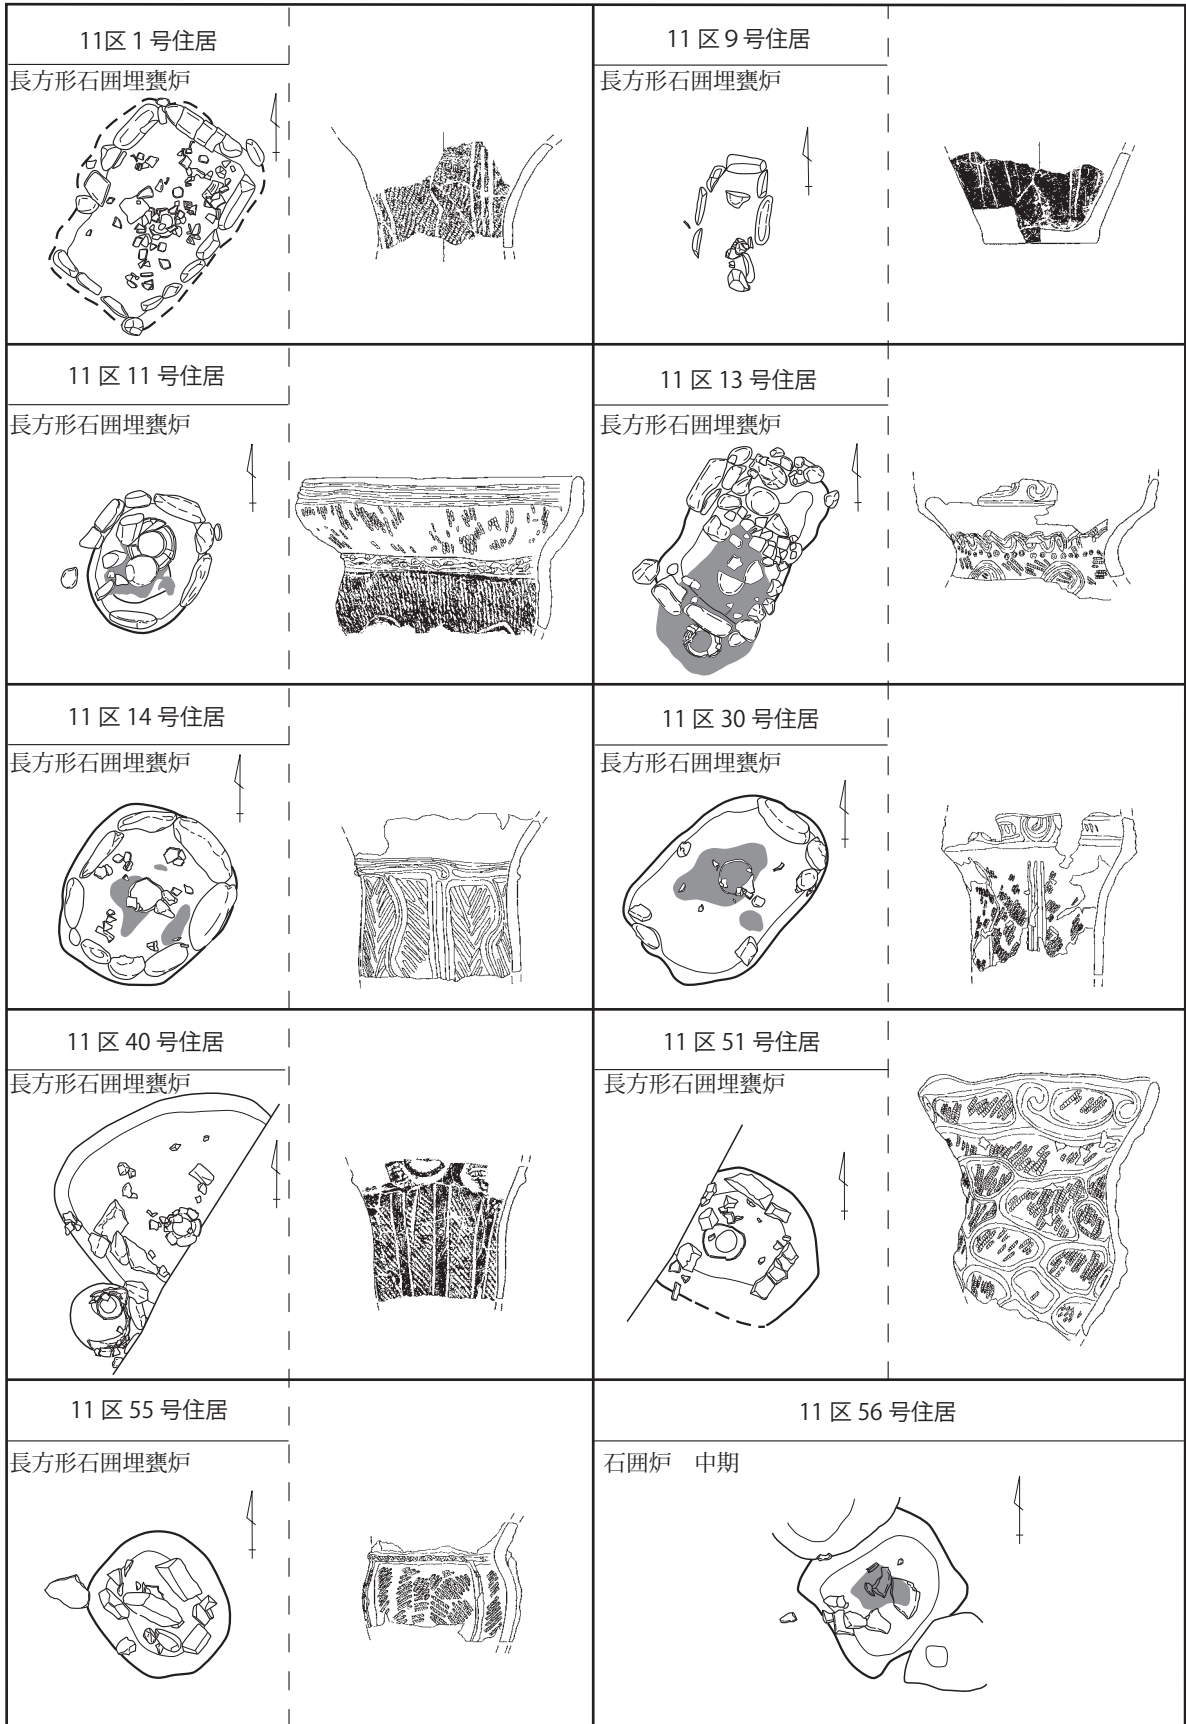 11区 1 号住居
長方形石囲埋甕炉
11 区 9 号住居
長方形石囲埋甕炉
11 区 11 号住居
長方形石囲埋甕炉
11 区 13 号住居
長方形石囲埋甕炉
11 区 14 号住居
長方形石囲埋甕炉
11 区 30 号住居
長方形石囲埋甕炉
11 区 40 号住居
長方形石囲埋甕炉
11 区 51 号住居
長方形石囲埋甕炉
11 区 55 号住居
長方形石囲埋甕炉
11 区 56 号住居
石囲炉　中期